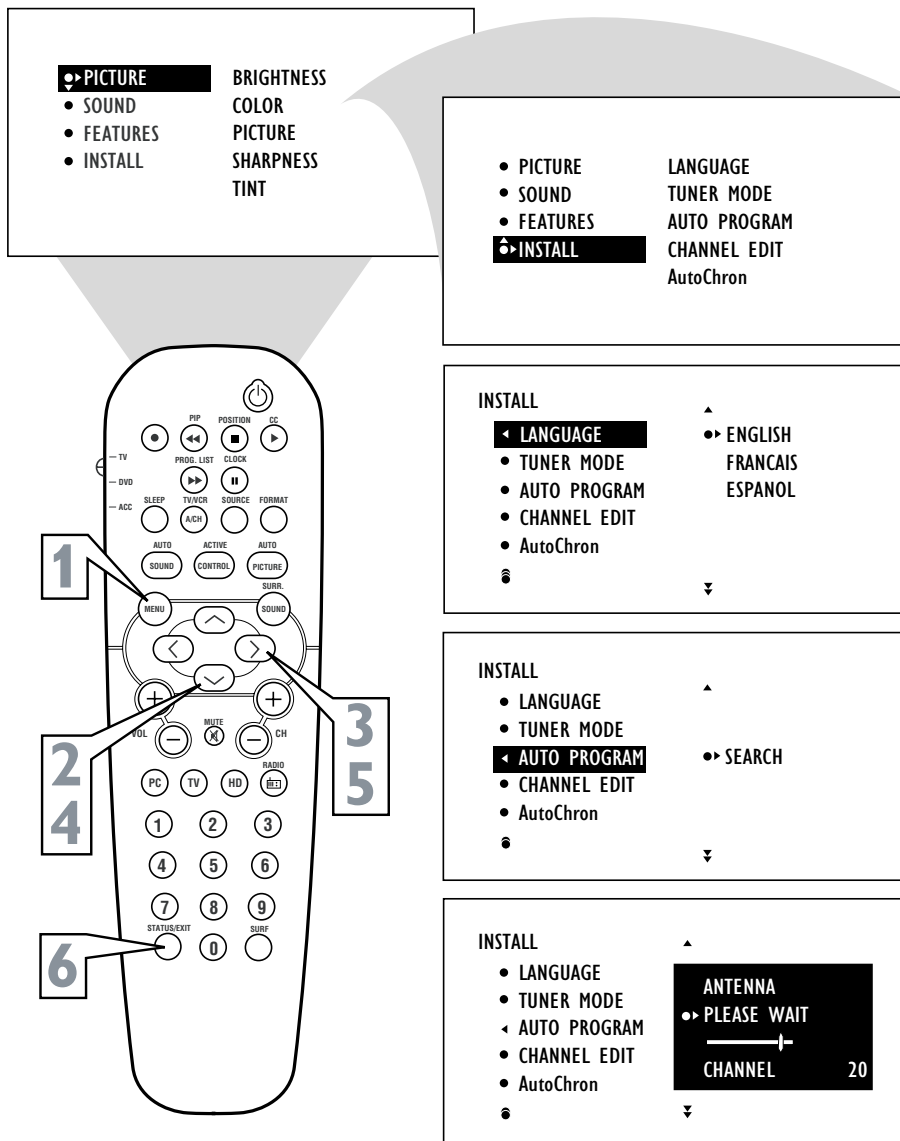 PICTURE BRIGHTNESS
SOUND COLOR
FEATURES PICTURE
INSTALL SHARPNESS
TINT
PICTURE LANGUAGE
SOUND TUNER MODE
FEATURES AUTO PROGRAM
INSTALL CHANNEL EDIT
AutoChron
INSTALL
LANGUAGE ENGLISH
TUNER MODE FRANCAIS
AUTO PROGRAM ESPANOL
CHANNEL EDIT
AutoChron
INSTALL
LANGUAGE
TUNER MODE
AUTO PROGRAM SEARCH
CHANNEL EDIT
AutoChron
INSTALL
LANGUAGE ANTENNA
TUNER MODE PLEASE WAIT
AUTO PROGRAM
CHANNEL EDIT CHANNEL 20
AutoChron
PIP POSITION CC
TV
DVD
ACC
PROG. LIST CLOCK
SLEEP TV/VCR SOURCE FORMAT
A/CH
AUTO ACTIVE AUTO
SOUND CONTROL PICTURE
SURR.
MENU SOUND
MUTE
VOL CH
RADIO
PC TV HD
1 2 3
4 5 6
7 8 9
STATUS/EXIT SURF
0
1
2
4
3
5
6